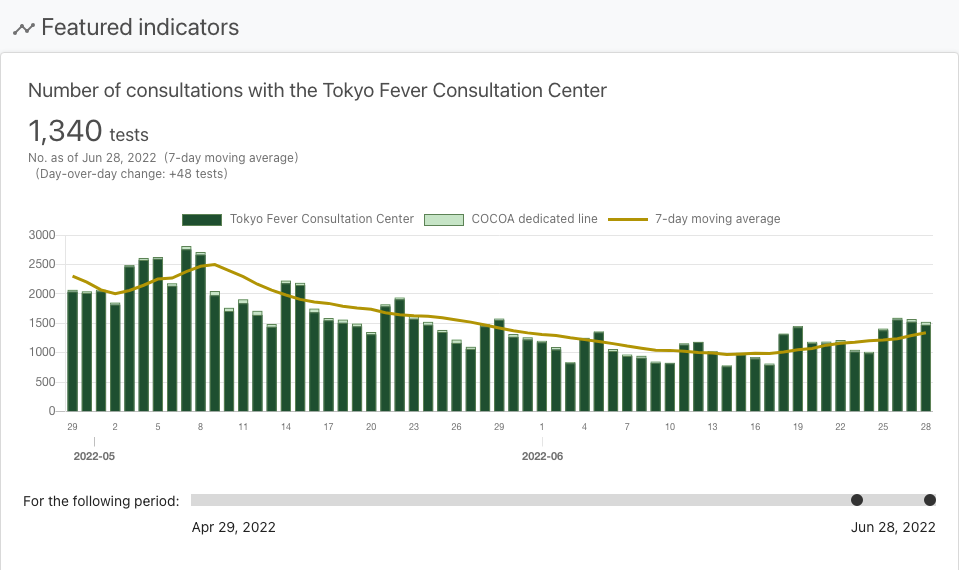 Featured indicators
Number of consultations with the Tokyo Fever Consultation Center
1,340 tests
No. as of Jun 28, 2022 (7-day moving average)
(Day-over-day change: +48 tests)
Tokyo Fever Consultation Center COCOA dedicated line 7-day moving average
3000
2500
2000
1500
1000
500
0
29 2 5 8 11 14 17 20 23 26 29 1 4 7 10 13 16 19 22 25 28
2022-05 2022-06
For the following period:
Apr 29, 2022 Jun 28, 2022